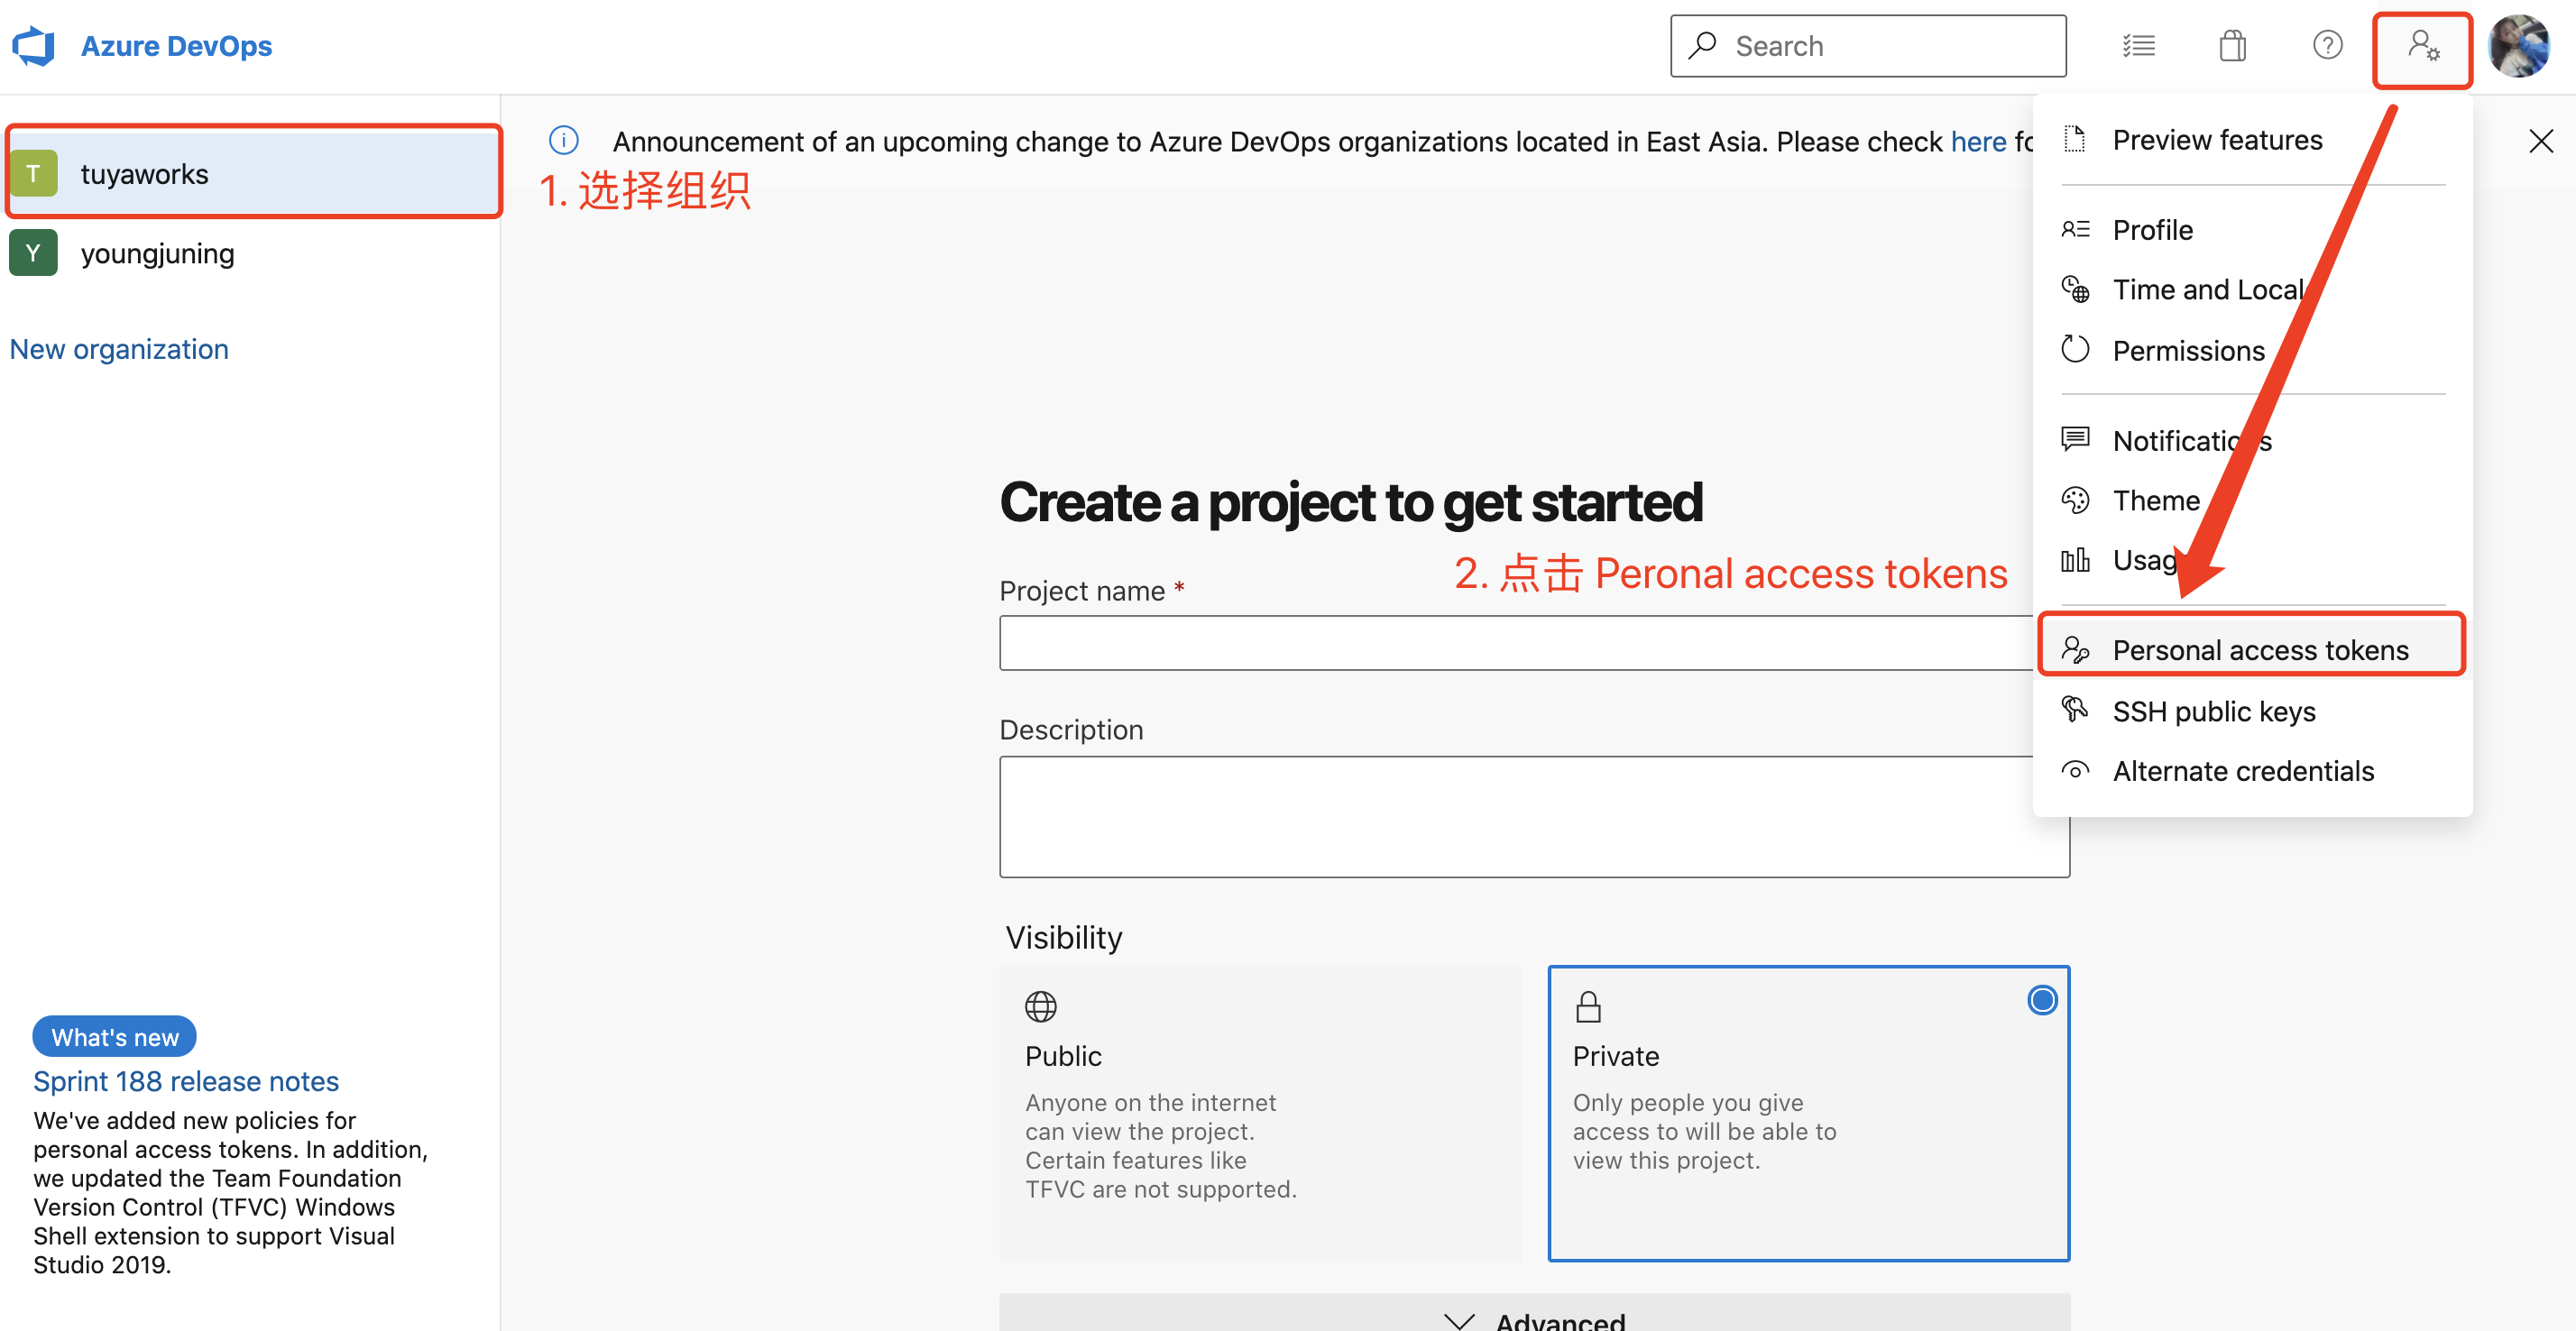 Azure DevOps
Search
T
tuyaworks
Y
youngjuning
New organization
What's new
Sprint 188 release notes
We've added new policies for
personal access tokens. In addition,
we updated the Team Foundation
Version Control (TFVC) Windows
Shell extension to support Visual
Studio 2019.
Announcement of an upcoming change to Azure DevOps organizations located in East Asia. Please check here fo
1. 选择组织
Create a project to get started
Project name *
2. 点击 Peronal access tokens
Description
Visibility
Public
Anyone on the internet
can view the project.
Certain features like
TFVC are not supported.
Private
Only people you give
access to will be able to
view this project.
Advanced
Preview features
Profile
Time and Local
Permissions
Notifications
Theme
Usag
Personal access tokens
SSH public keys
Alternate credentials